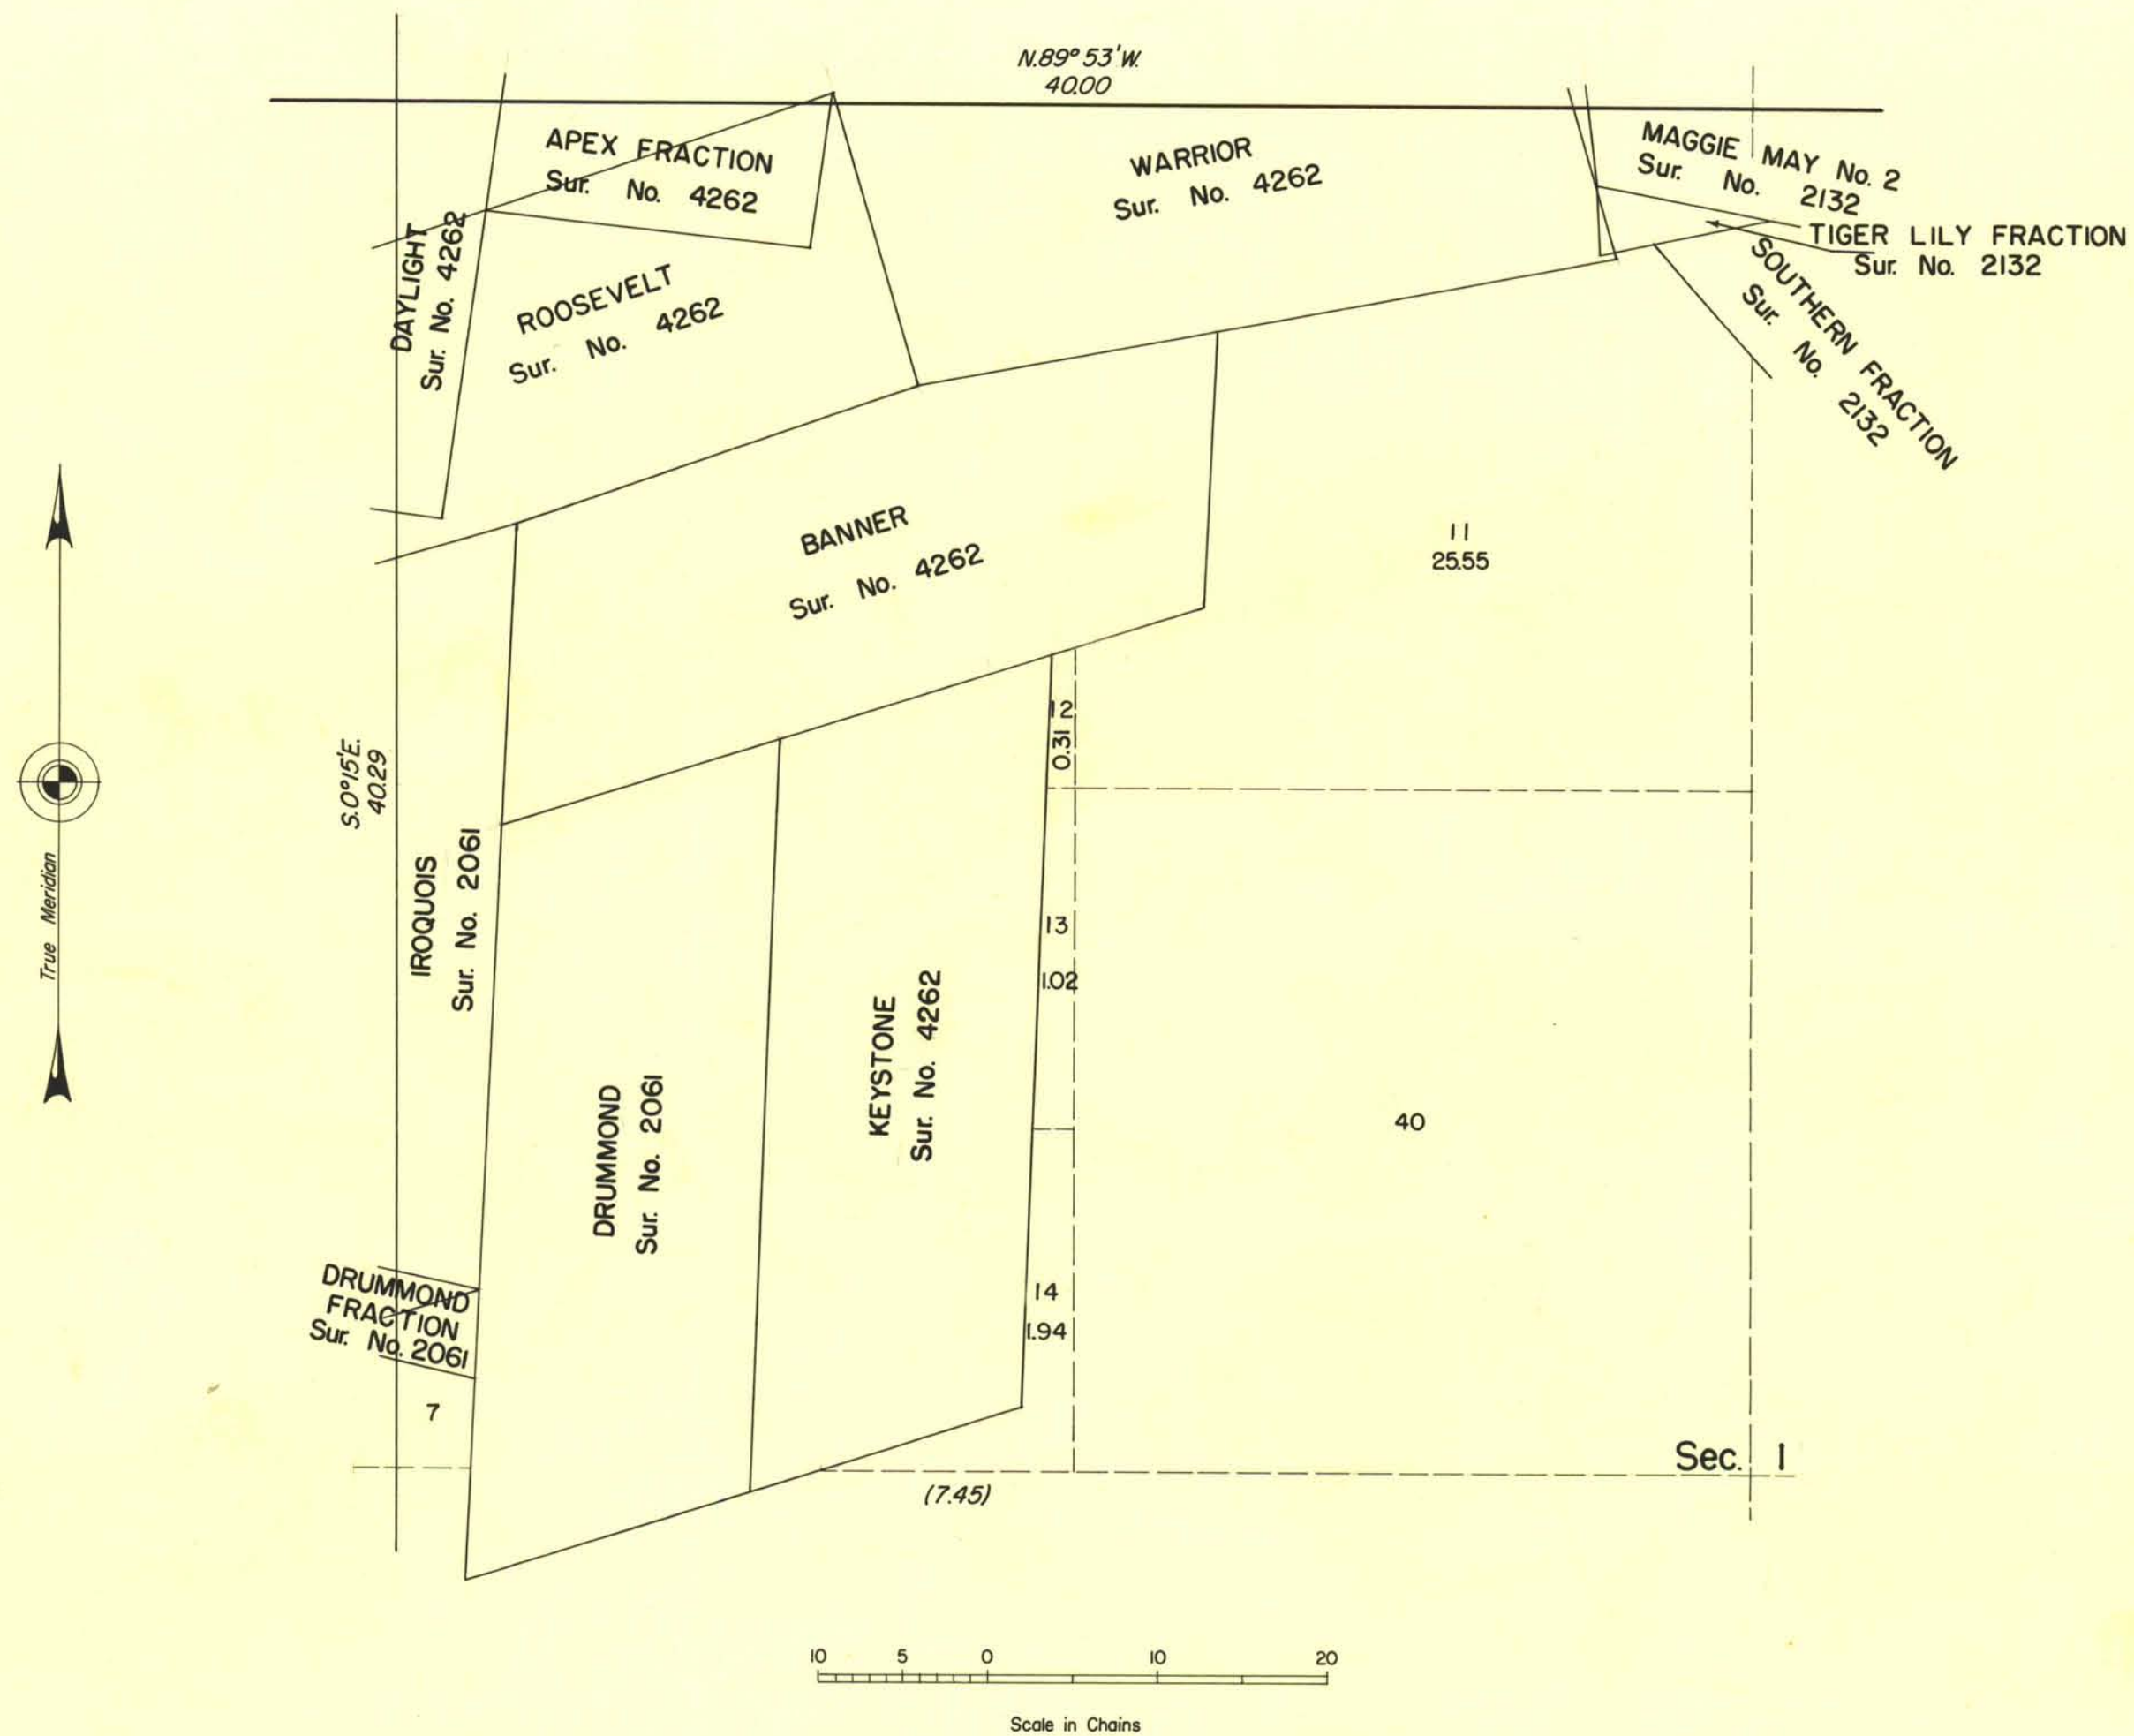 N.89°53'W.
40.00
APEX FRACTION
Sur. No. 4262
WARRIOR
Sur. No. 4262
MAGGIE MAY No. 2
Sur. No. 2132
TIGER LILY FRACTION
Sur. No. 2132
SOUTHERN FRACTION
Sur. No. 2132
DAYLIGHT
Sur. No. 4262
ROOSEVELT
Sur. No. 4262
BANNER
Sur. No. 4262
11
25.55
12
0.31
S.0°15'E.
40.29
True Meridian
IROQUOIS
Sur. No. 2061
13
1.02
KEYSTONE
Sur. No. 4262
DRUMMOND
Sur. No. 2061
40
DRUMMOND
FRACTION
Sur. No. 2061
14
1.94
7
Sec. 1
(7.45)
10 5 0 10 20
Scale in Chains